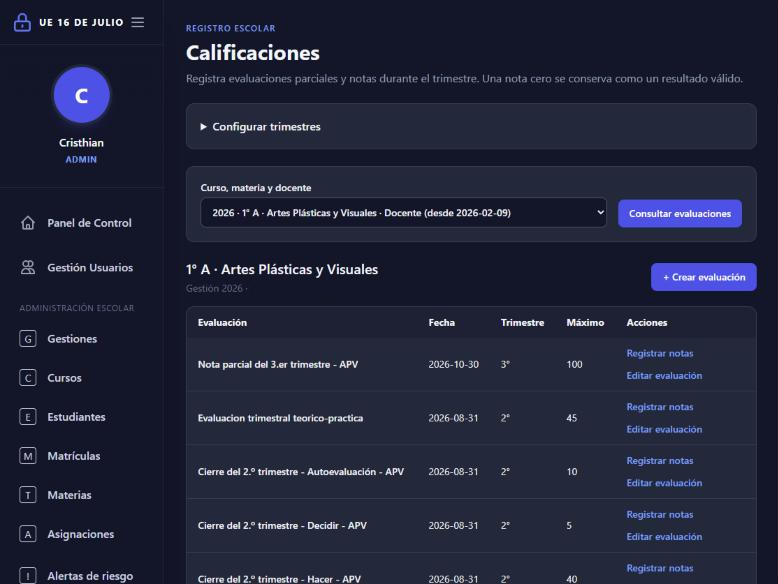 UE 16 DE JULIO
C
Cristhian
ADMIN
Panel de Control
Gestión Usuarios
ADMINISTRACIÓN ESCOLAR
G Gestiones
C Cursos
E Estudiantes
M Matrículas
T Materias
A Asignaciones
! Alertas de riesgo
REGISTRO ESCOLAR
Calificaciones
Registra evaluaciones parciales y notas durante el trimestre. Una nota cero se conserva como un resultado válido.
▶ Configurar trimestres
Curso, materia y docente
2026 · 1° A · Artes Plásticas y Visuales · Docente (desde 2026-02-09)
Consultar evaluaciones
1° A · Artes Plásticas y Visuales
Gestión 2026 ·
+ Crear evaluación
Evaluación Fecha Trimestre Máximo Acciones
Nota parcial del 3.er trimestre - APV 2026-10-30 3° 100 Registrar notas
Editar evaluación
Evaluacion trimestral teorico-practica 2026-08-31 2° 45 Registrar notas
Editar evaluación
Cierre del 2.º trimestre - Autoevaluación - APV 2026-08-31 2° 10 Registrar notas
Editar evaluación
Cierre del 2.º trimestre - Decidir - APV 2026-08-31 2° 5 Registrar notas
Editar evaluación
Cierre del 2.º trimestre - Hacer - APV 2026-08-31 2° 40 Registrar notas